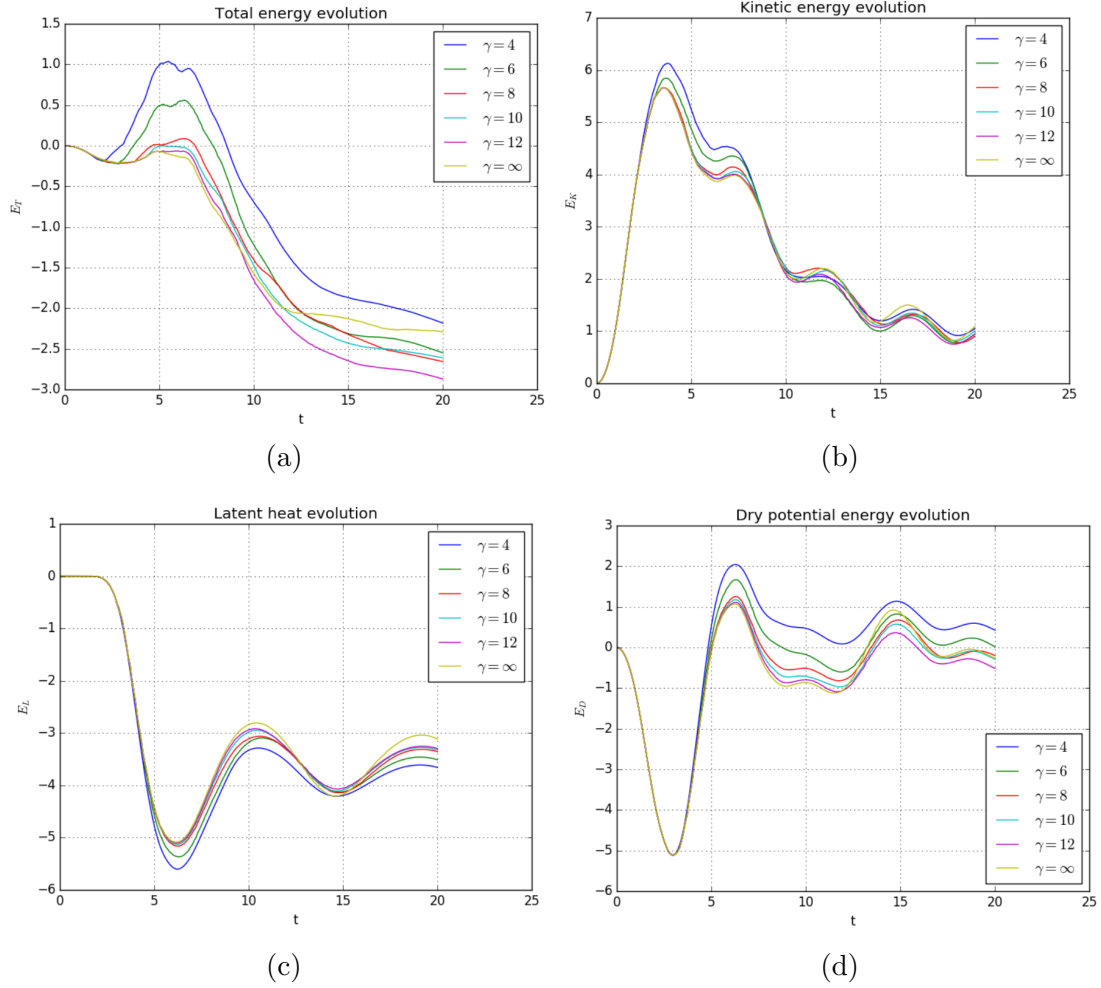 Total energy evolution
1.5
1.0
0.5
0.0
−0.5
−1.0
−1.5
−2.0
−2.5
−3.0
E_T
0 5 10 15 20 25
t
γ = 4
γ = 6
γ = 8
γ = 10
γ = 12
γ = ∞
(a)
Kinetic energy evolution
7
6
5
4
3
2
1
0
E_K
0 5 10 15 20 25
t
γ = 4
γ = 6
γ = 8
γ = 10
γ = 12
γ = ∞
(b)
Latent heat evolution
1
0
−1
−2
−3
−4
−5
−6
E_L
0 5 10 15 20 25
t
γ = 4
γ = 6
γ = 8
γ = 10
γ = 12
γ = ∞
(c)
Dry potential energy evolution
3
2
1
0
−1
−2
−3
−4
−5
−6
E_D
0 5 10 15 20 25
t
γ = 4
γ = 6
γ = 8
γ = 10
γ = 12
γ = ∞
(d)